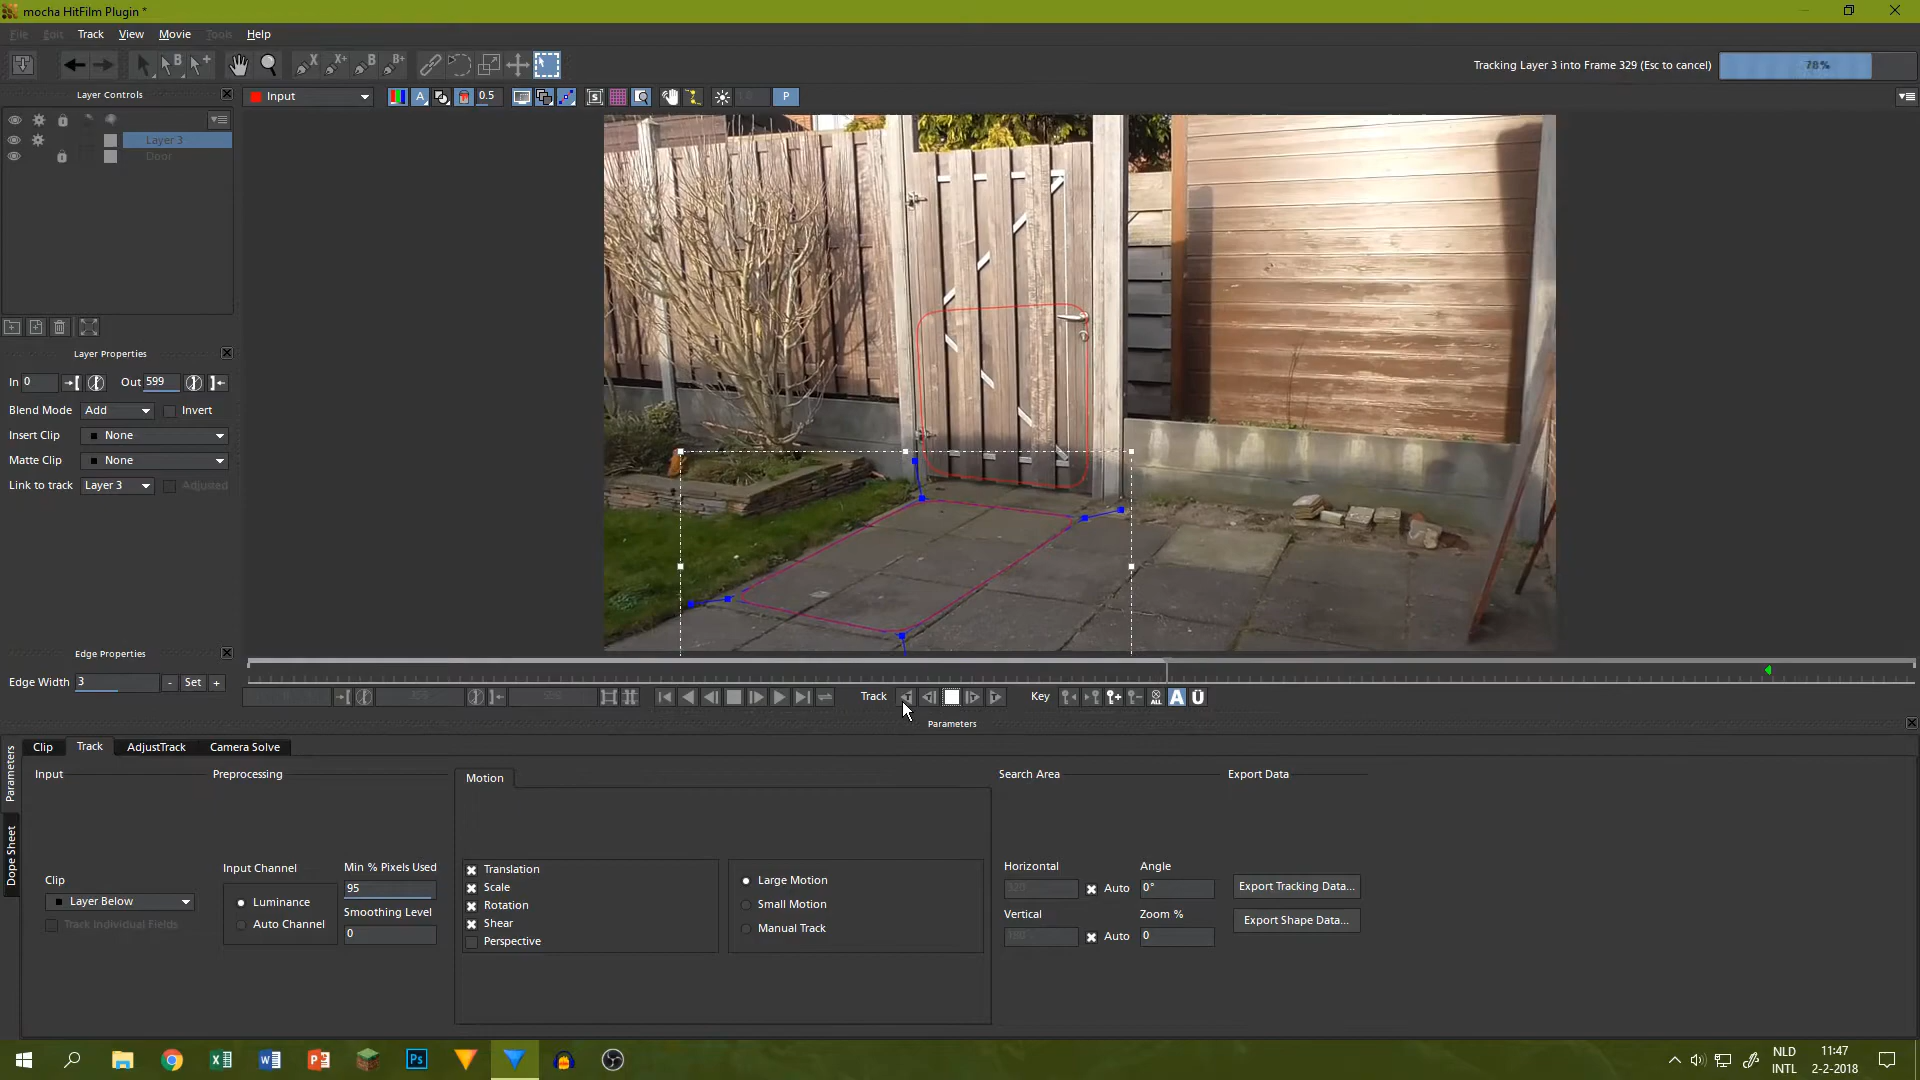 mocha HitFilm Plugin *
File Edit Track View Movie Tools Help
Tracking Layer 3 into Frame 329 (Esc to cancel) 78%
Layer Controls
Input
0.5
P
Layer 3
Door
Layer Properties
In 0 Out 599
Blend Mode Add Invert
Insert Clip None
Matte Clip None
Link to track Layer 3 Adjusted
Edge Properties
Edge Width 3 - Set +
Track Key
Parameters
Clip Track AdjustTrack Camera Solve
Parameters
Dope Sheet
Input Preprocessing Motion Search Area Export Data
Input Channel
Luminance
Auto Channel
Min % Pixels Used
95
Smoothing Level
0
Clip
Layer Below
Track Individual Fields
Translation
Scale
Rotation
Shear
Perspective
Large Motion
Small Motion
Manual Track
Horizontal Angle
Auto 0°
Vertical Zoom %
Auto 0
Export Tracking Data...
Export Shape Data...
NLD
INTL
11:47
2-2-2018